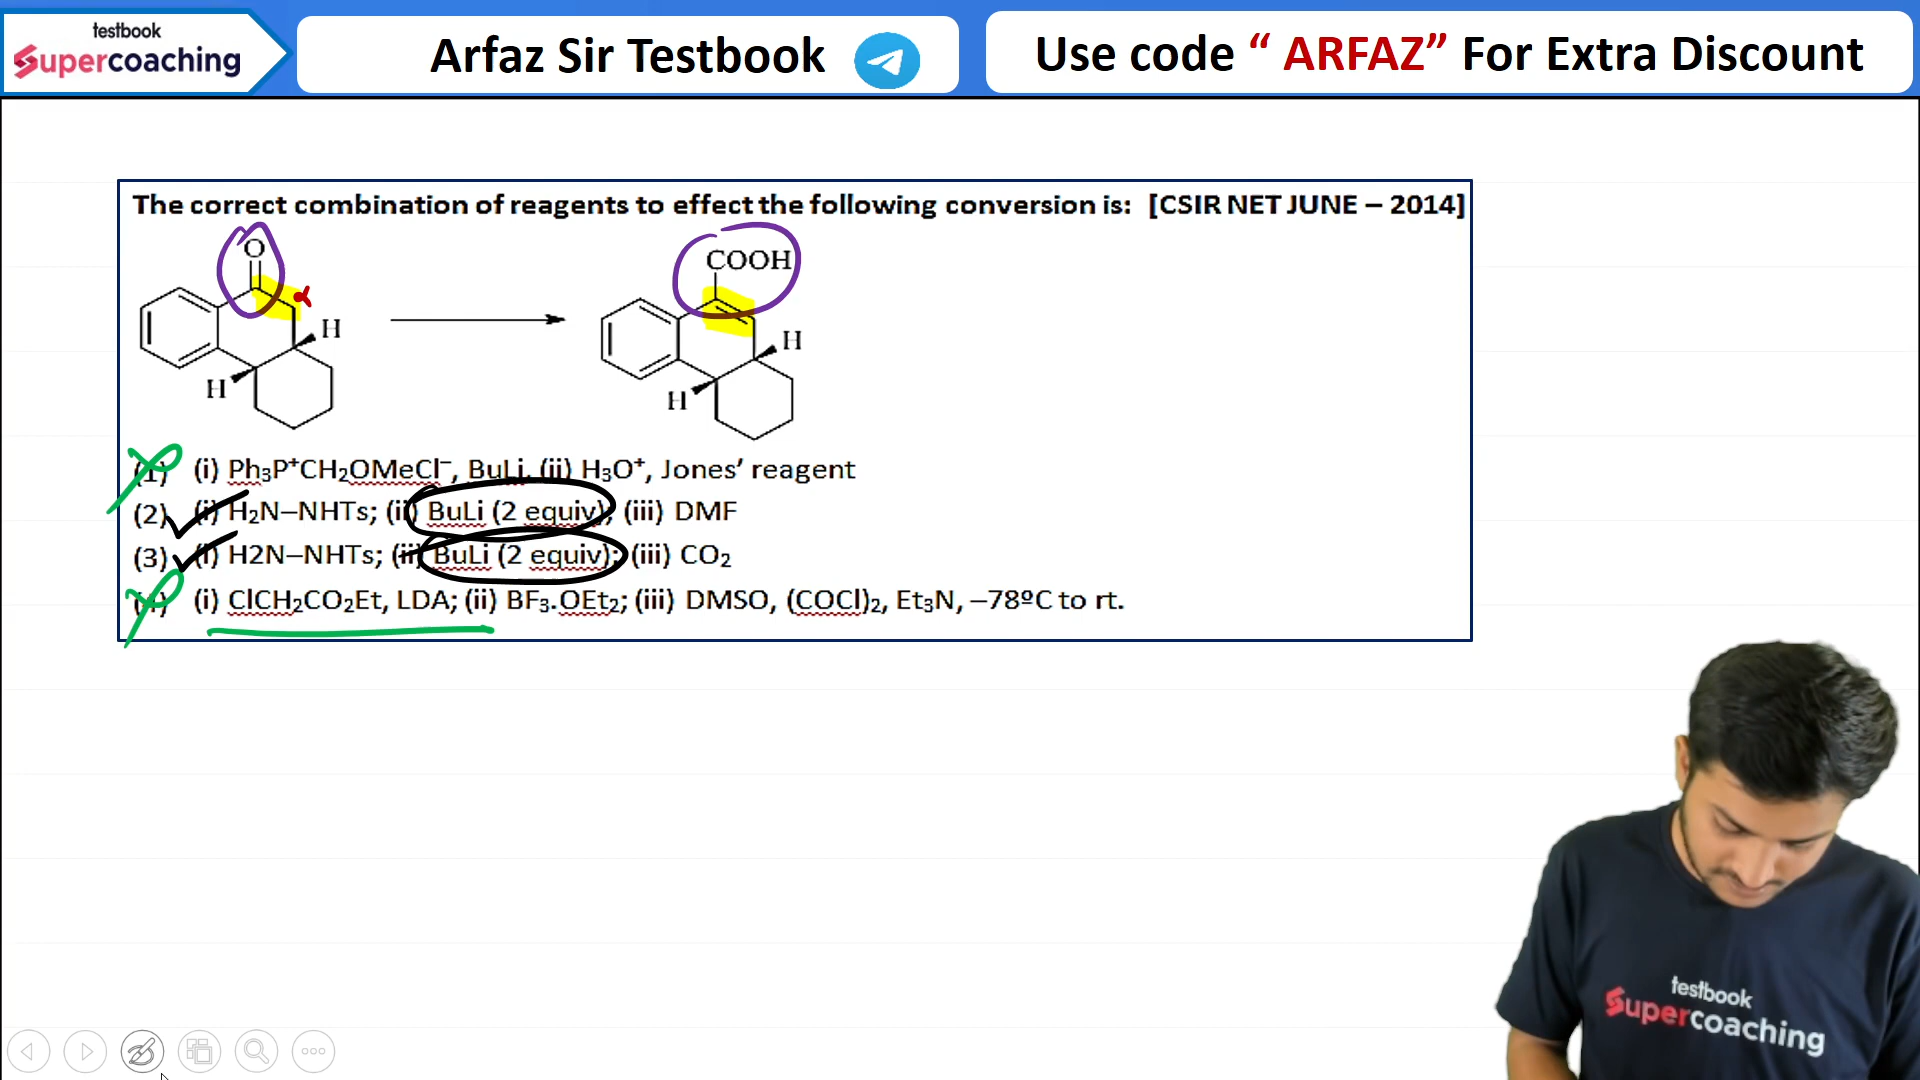 testbook
Supercoaching
Arfaz Sir Testbook
Use code “ ARFAZ” For Extra Discount
The correct combination of reagents to effect the following conversion is: [CSIR NET JUNE – 2014]
O
H
H
α
COOH
H
H
(1) (i) Ph₃P⁺CH₂OMeCl⁻, BuLi, (ii) H₃O⁺, Jones’ reagent
(2) (i) H₂N–NHTs; (ii) BuLi (2 equiv); (iii) DMF
(3) (i) H2N–NHTs; (ii) BuLi (2 equiv); (iii) CO₂
(4) (i) ClCH₂CO₂Et, LDA; (ii) BF₃.OEt₂; (iii) DMSO, (COCl)₂, Et₃N, –78ºC to rt.
testbook
Supercoaching